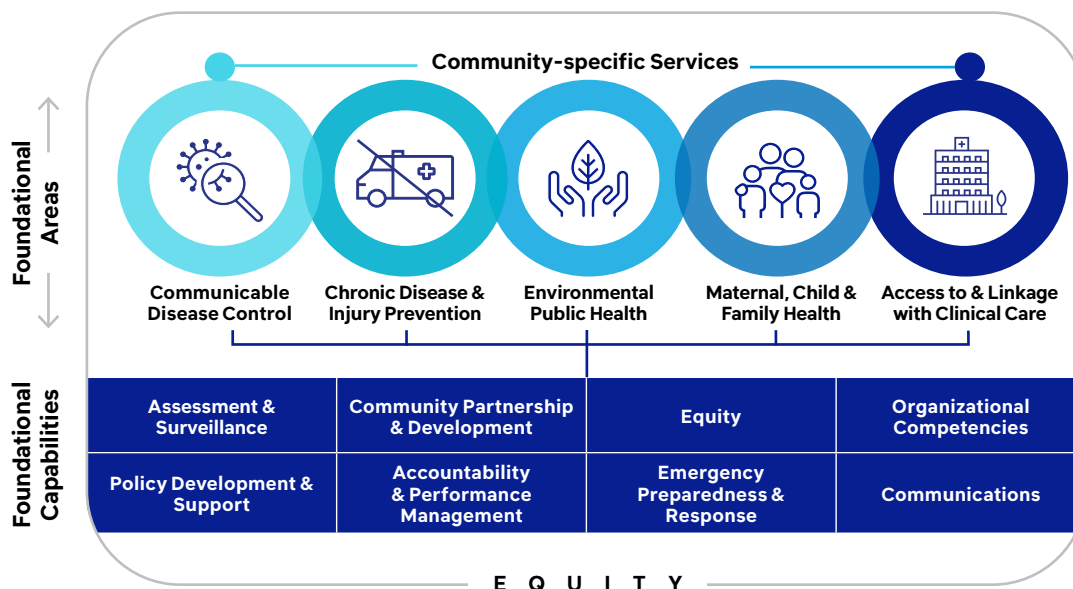 Community-specific Services
Foundational
Areas
Communicable
Disease Control
Chronic Disease &
Injury Prevention
Environmental
Public Health
Maternal, Child &
Family Health
Access to & Linkage
with Clinical Care
Foundational
Capabilities
Assessment &
Surveillance
Community Partnership
& Development
Equity
Organizational
Competencies
Policy Development &
Support
Accountability
& Performance
Management
Emergency
Preparedness &
Response
Communications
EQUITY